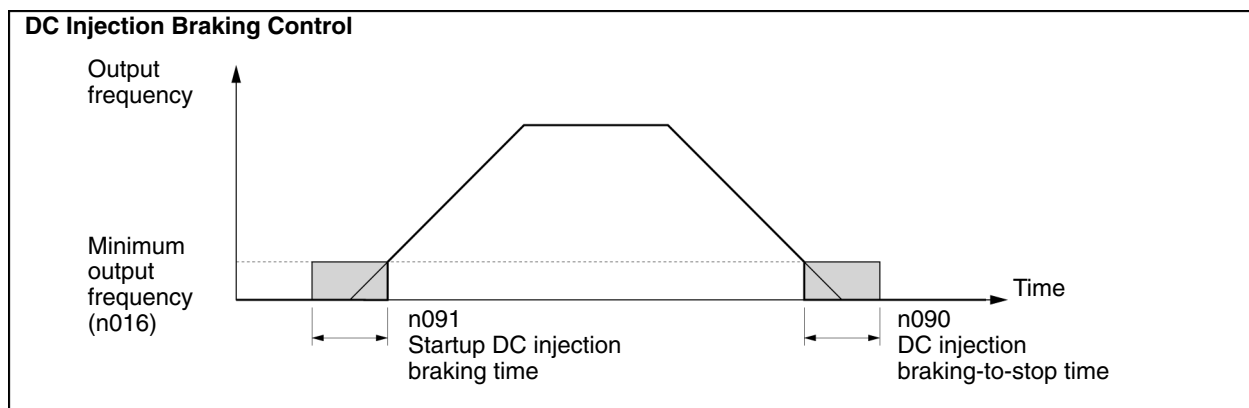 DC Injection Braking Control
Output
frequency
Minimum
output
frequency
(n016)
Time
n091
Startup DC injection
braking time
n090
DC injection
braking-to-stop time